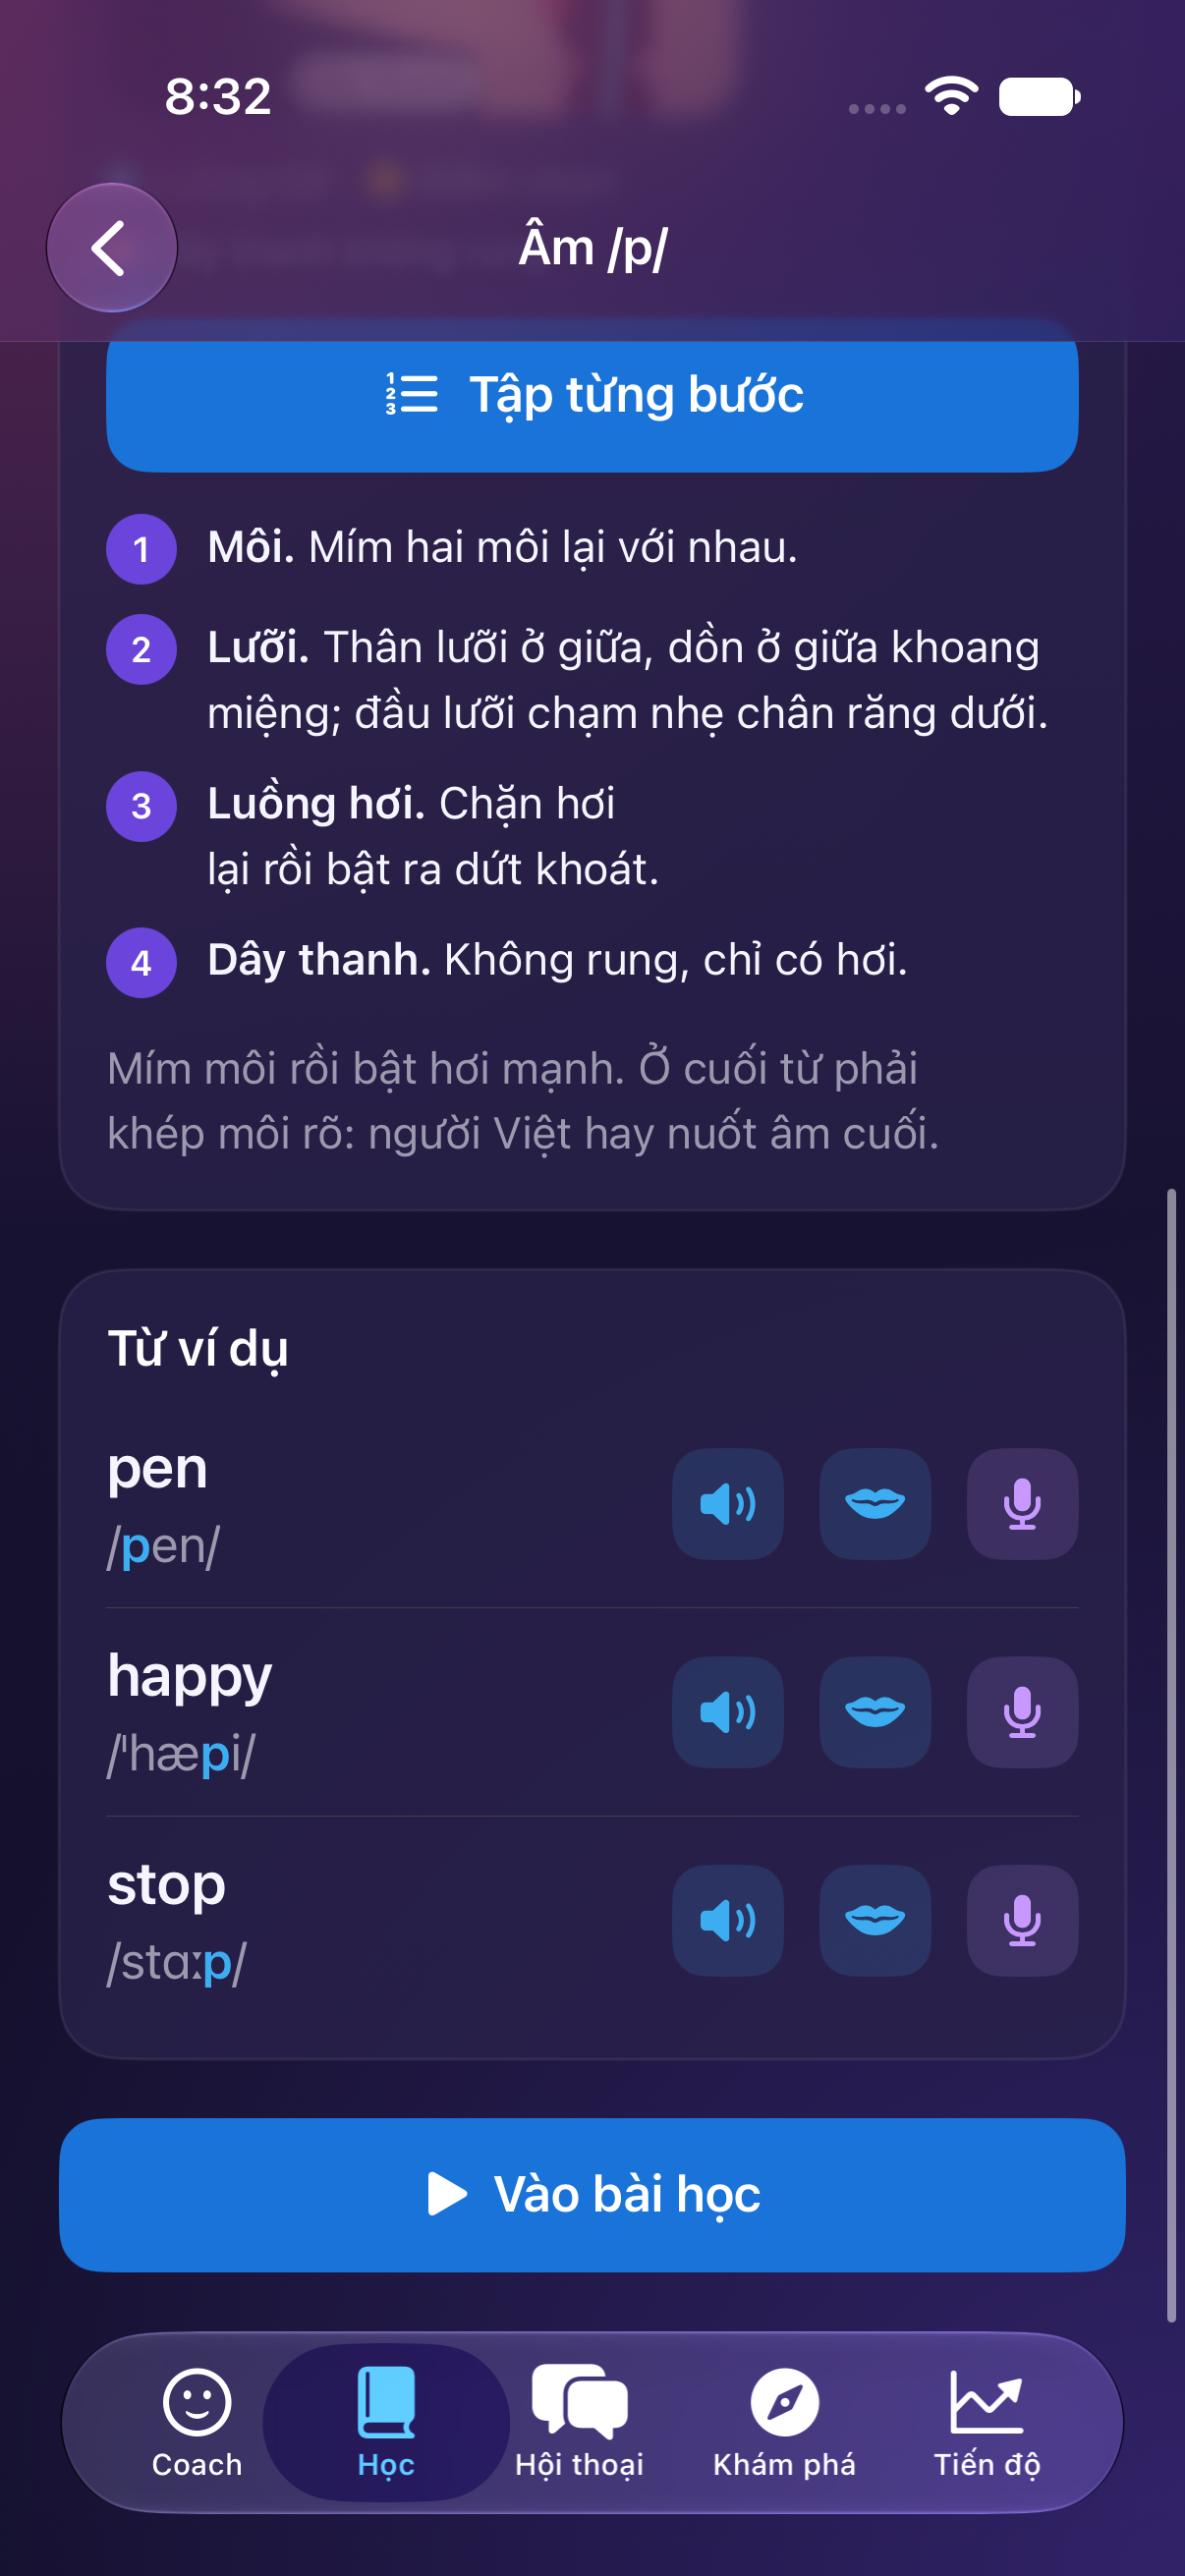 8:32
Âm /p/
Tập từng bước
1 Môi. Mím hai môi lại với nhau.
2 Lưỡi. Thân lưỡi ở giữa, dồn ở giữa khoang
miệng; đầu lưỡi chạm nhẹ chân răng dưới.
3 Luồng hơi. Chặn hơi
lại rồi bật ra dứt khoát.
4 Dây thanh. Không rung, chỉ có hơi.
Mím môi rồi bật hơi mạnh. Ở cuối từ phải
khép môi rõ: người Việt hay nuốt âm cuối.
Từ ví dụ
pen
/pen/
happy
/ˈhæpi/
stop
/stɑːp/
Vào bài học
Coach Học Hội thoại Khám phá Tiến độ